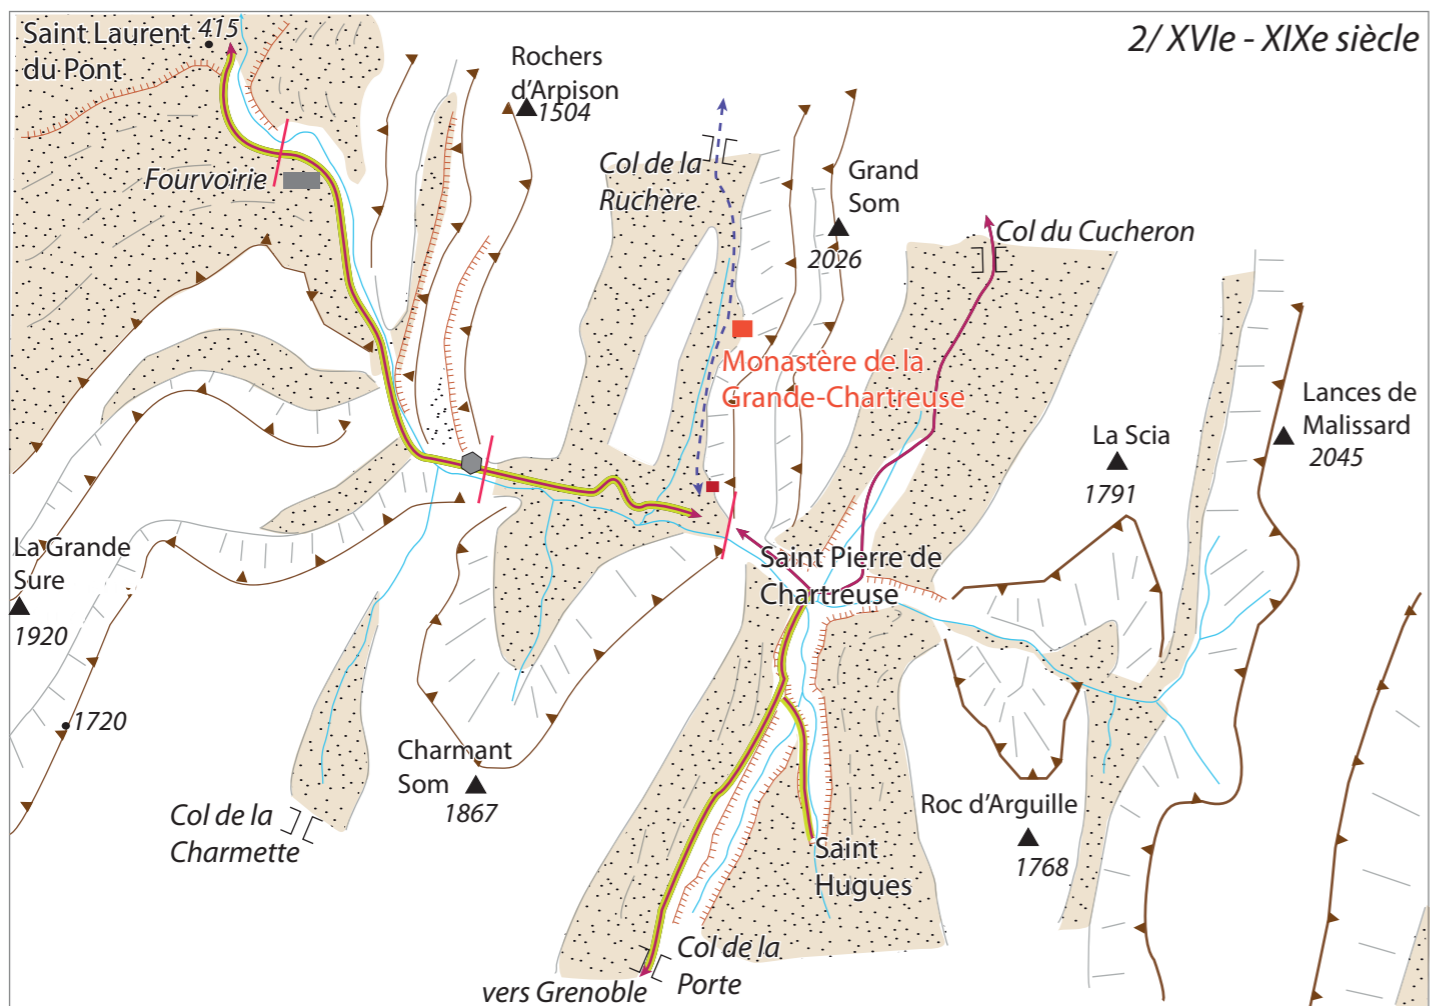 2/ XVIe - XIXe siècle
Saint Laurent
du Pont
415
Rochers
d'Arpison
1504
Fourvoirie
Col de la
Ruchère
Grand
Som
2026
Col du Cucheron
Monastère de la
Grande-Chartreuse
Lances de
Malissard
2045
La Scia
1791
La Grande
Sure
1920
Saint Pierre de
Chartreuse
1720
Charmant
Som
1867
Col de la
Charmette
Roc d'Arguille
1768
Saint
Hugues
Col de la
Porte
vers Grenoble